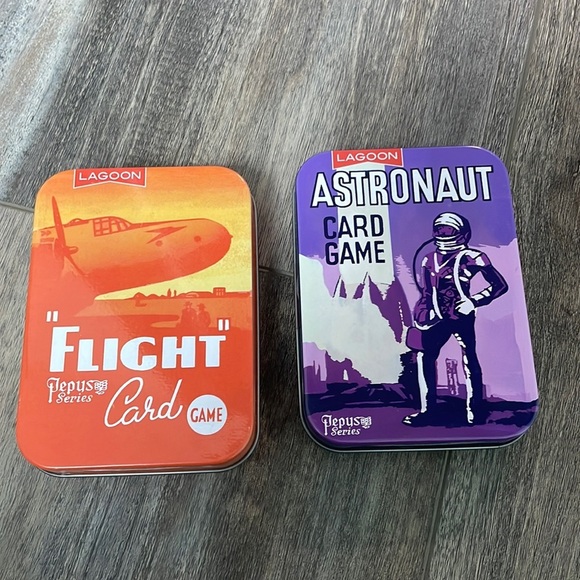 LAGOON
"FLIGHT"
Pepys
Series
Card
GAME
LAGOON
ASTRONAUT
CARD
GAME
Pepys
Series